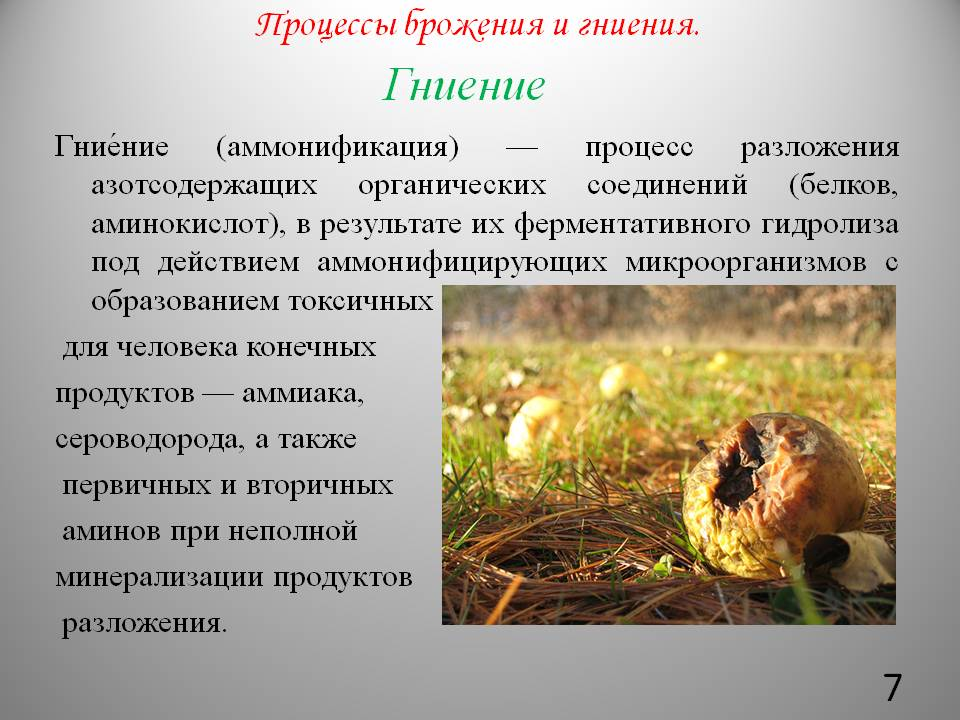 Процессы брожения и гниения.
Гниение
Гние́ние (аммонификация) — процесс разложения
азотсодержащих органических соединений (белков,
аминокислот), в результате их ферментативного гидролиза
под действием аммонифицирующих микроорганизмов с
образованием токсичных
для человека конечных
продуктов — аммиака,
сероводорода, а также
первичных и вторичных
аминов при неполной
минерализации продуктов
разложения.
7